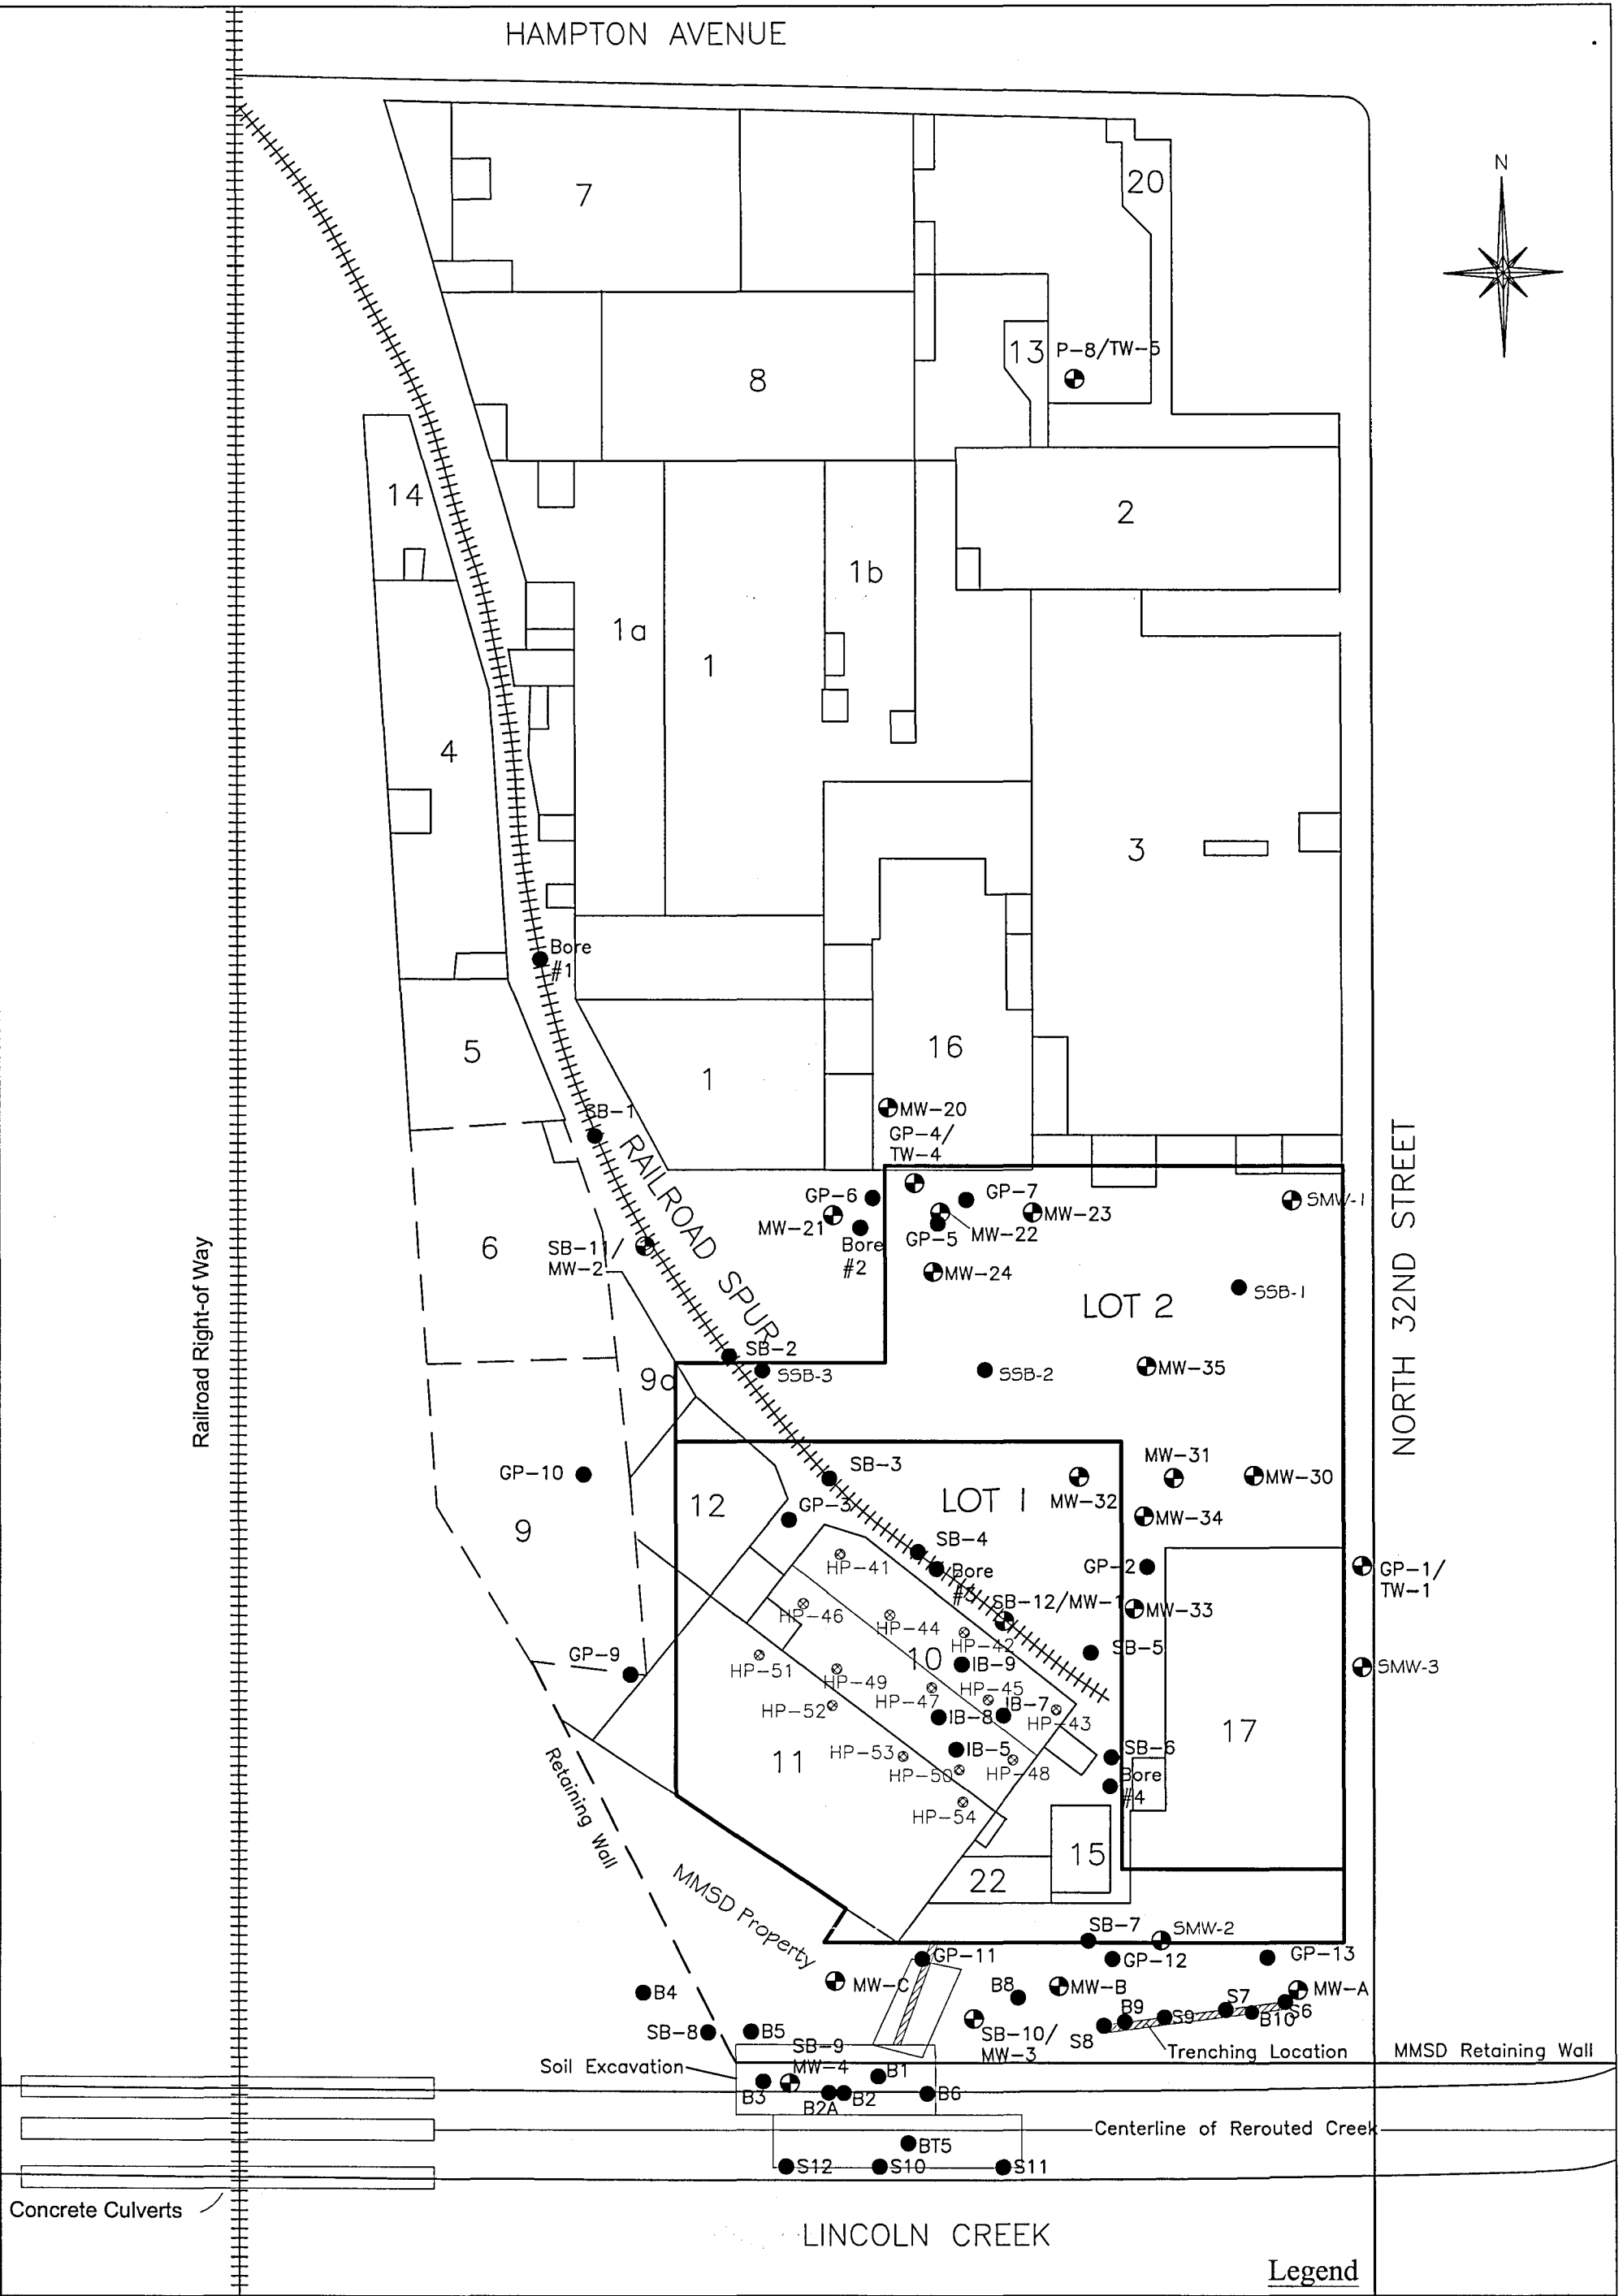 HAMPTON AVENUE
N
7
20
13
P-8/TW-5
8
14
2
1b
1a
1
4
3
Bore
#1
5
16
1
MW-20
GP-4/
TW-4
SB-1
RAILROAD SPUR
GP-6
GP-7
SMW-1
MW-21
MW-23
GP-5
MW-22
Bore
#2
6
SB-11/
MW-2
MW-24
SSB-1
LOT 2
NORTH 32ND STREET
Railroad Right-of Way
SB-2
SSB-3
SSB-2
MW-35
9a
SB-3
MW-31
GP-10
MW-30
MW-32
12
LOT 1
GP-3
MW-34
9
SB-4
HP-41
Bore
GP-2
GP-1/
TW-1
SB-12/MW-1
MW-33
HP-46
HP-44
HP-42
SB-5
GP-9
10
IB-9
SMW-3
HP-51
HP-49
HP-45
HP-47
IB-7
HP-52
IB-8
HP-43
17
HP-53
IB-5
SB-6
11
HP-50
HP-48
Bore
#4
HP-54
Retaining Wall
15
22
MMSD Property
SB-7
SMW-2
GP-11
GP-12
GP-13
MW-C
MW-B
MW-A
B4
B8
S7
B9
S9
B10
S6
SB-8
B5
SB-10/
MW-3
S8
SB-9
MW-4
Trenching Location
MMSD Retaining Wall
Soil Excavation
B1
B3
B2
B2A
B6
Centerline of Rerouted Creek
BT5
S12
S10
S11
Concrete Culverts
LINCOLN CREEK
Legend